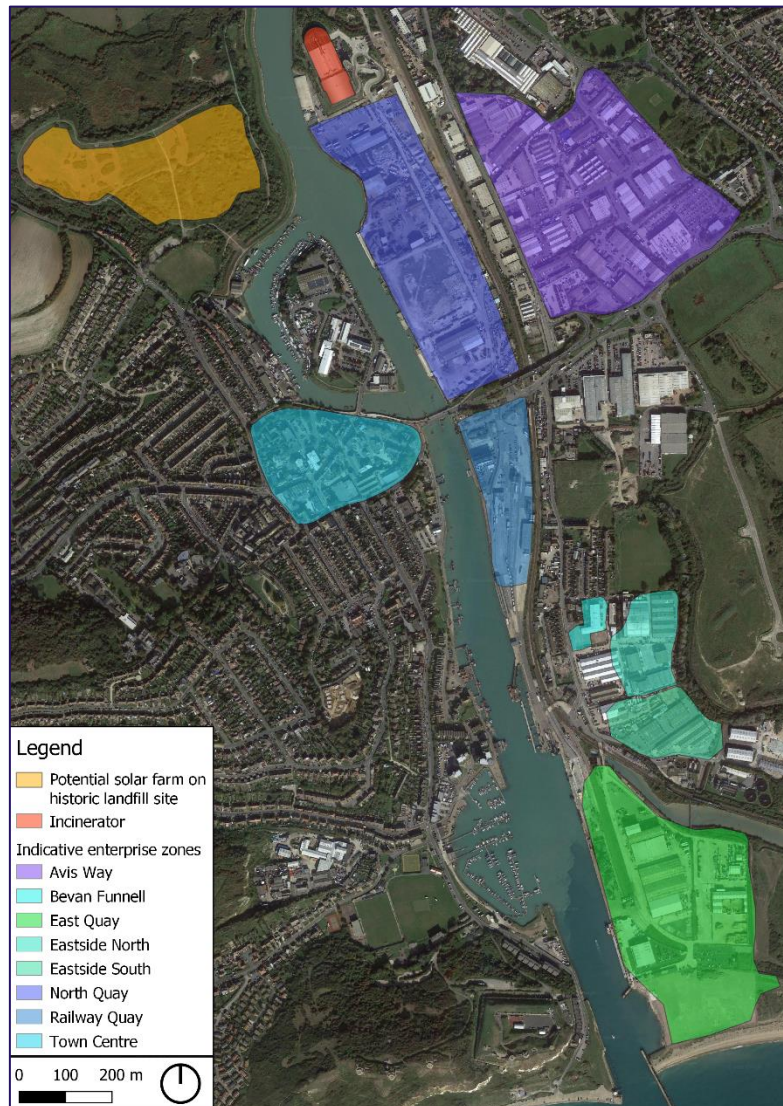 Legend
Potential solar farm on
historic landfill site
Incinerator
Indicative enterprise zones
Avis Way
Bevan Funnell
East Quay
Eastside North
Eastside South
North Quay
Railway Quay
Town Centre
0 100 200 m